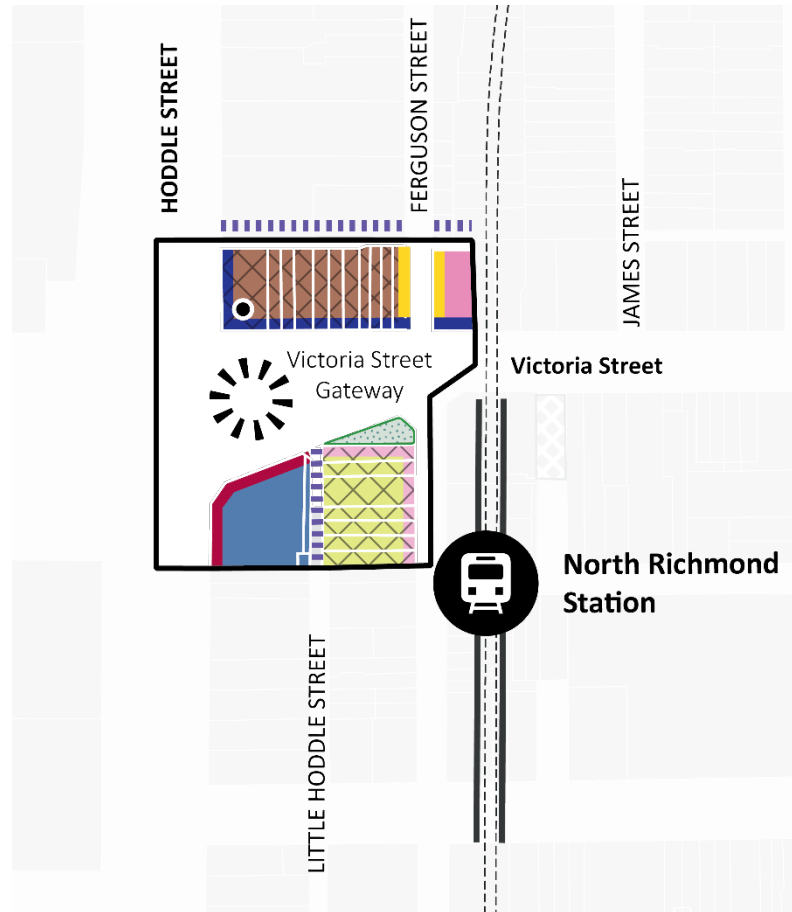 HODDLE STREET
FERGUSON STREET
JAMES STREET
Victoria Street
Gateway
Victoria Street
North Richmond
Station
LITTLE HODDLE STREET